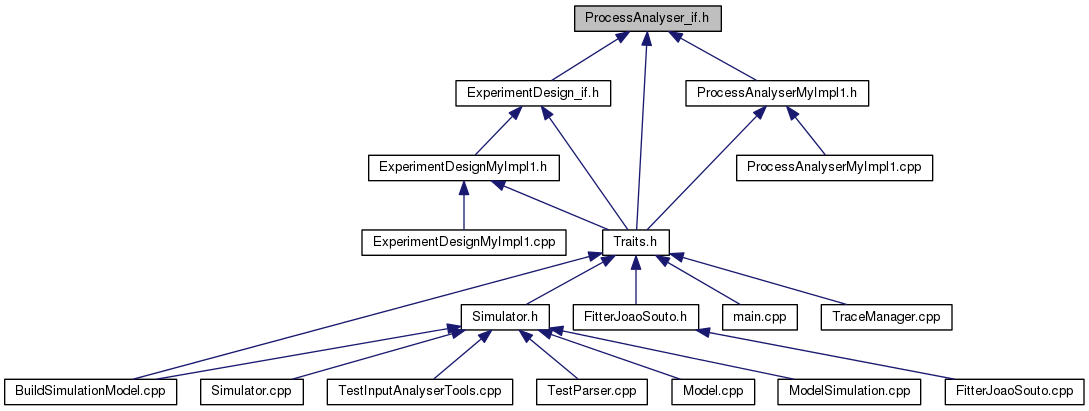 ProcessAnalyser_if.h
ExperimentDesign_if.h
ProcessAnalyserMyImpl1.h
ExperimentDesignMyImpl1.h
ProcessAnalyserMyImpl1.cpp
ExperimentDesignMyImpl1.cpp
Traits.h
Simulator.h
FitterJoaoSouto.h
main.cpp
TraceManager.cpp
BuildSimulationModel.cpp
Simulator.cpp
TestInputAnalyserTools.cpp
TestParser.cpp
Model.cpp
ModelSimulation.cpp
FitterJoaoSouto.cpp